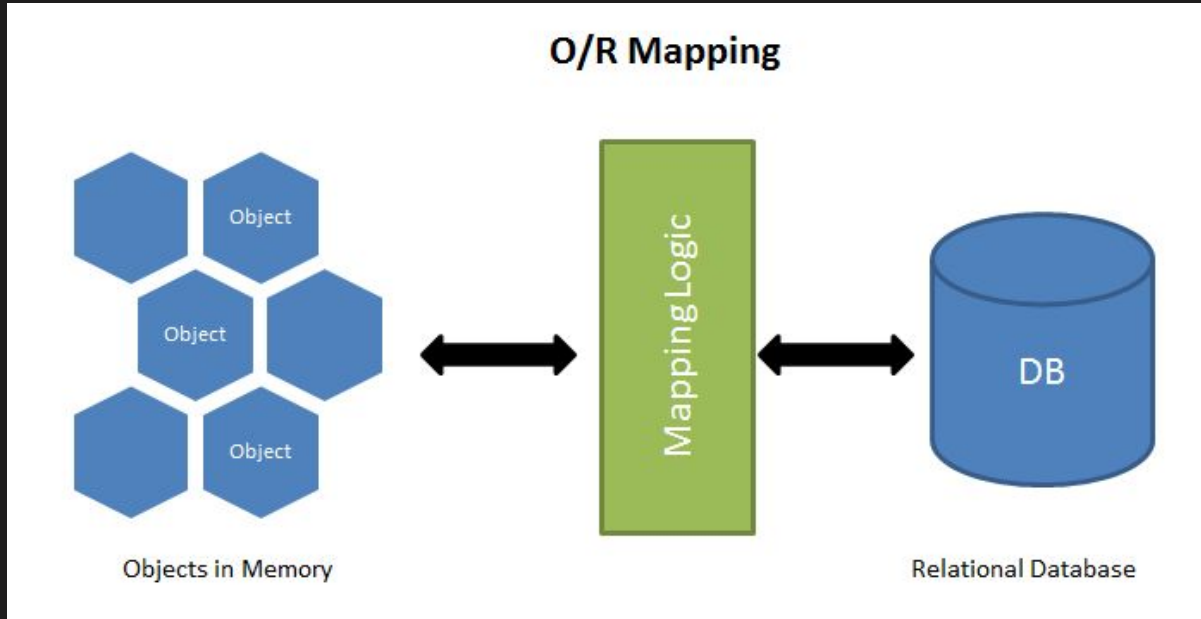 O/R Mapping
Object
Object
Object
Mapping Logic
DB
Objects in Memory
Relational Database